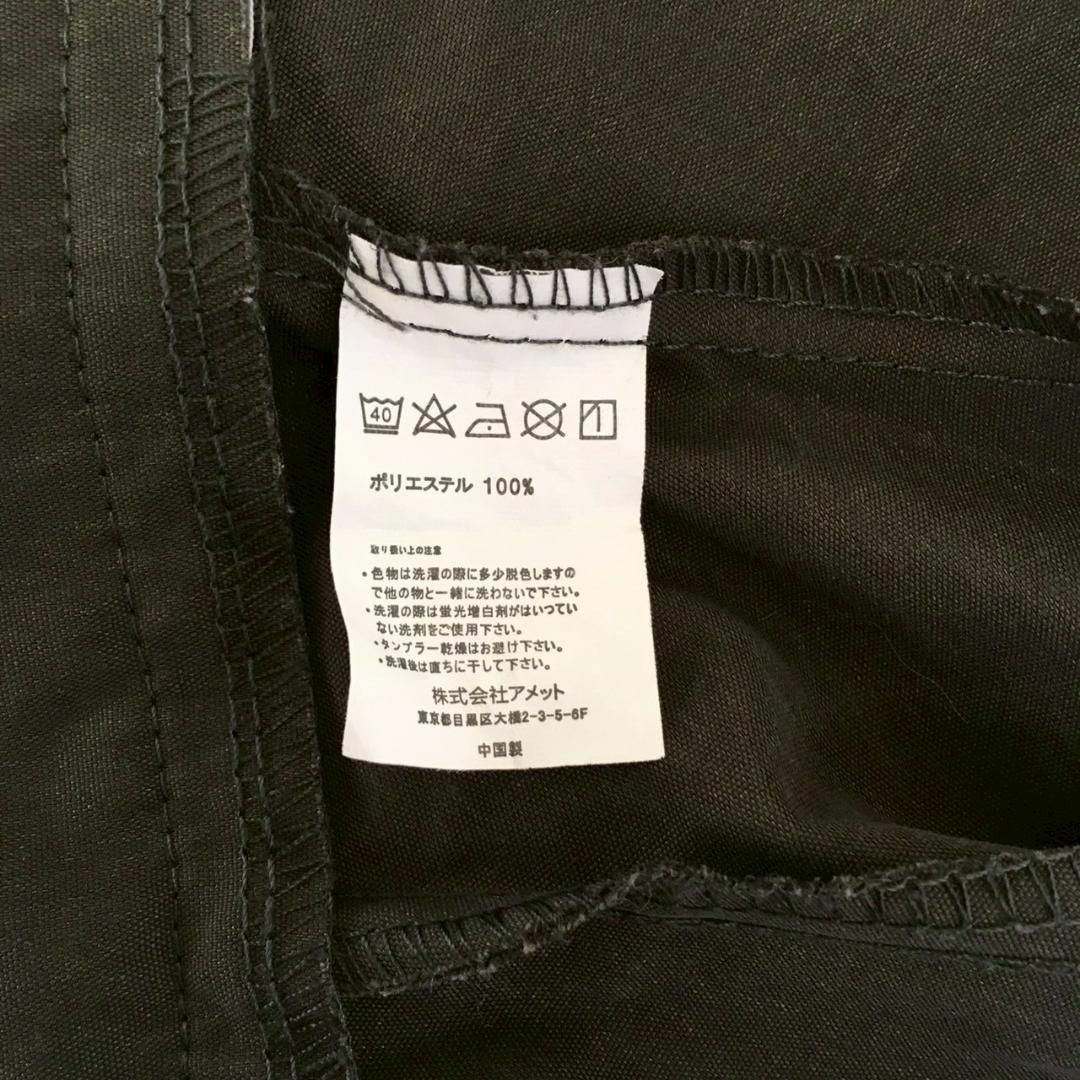 40
ポリエステル 100%
取り扱い上の注意
・色物は洗濯の際に多少脱色しますの
で他の物と一緒に洗わないで下さい。
・洗濯の際は蛍光増白剤がはいつてい
ない洗剤をご使用下さい。
・タンブラー乾燥はお避け下さい。
・洗濯後は直ちに干して下さい。
株式会社アメット
東京都目黒区大橋2-3-5-6F
中国製